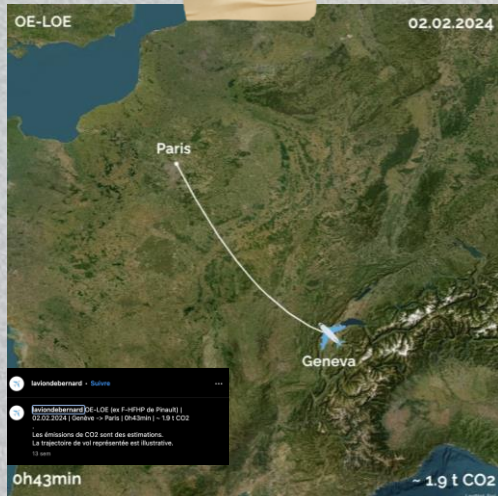 OE-LOE
02.02.2024
Paris
Geneva
laviondebernard • Suivre
laviondebernard OE-LOE (ex F-HFHP de Pinault) |
02.02.2024 | Genève -> Paris | 0h43min | ~ 1.9 t CO2
.
Les émissions de CO2 sont des estimations.
La trajectoire de vol représentée est illustrative.
13 sem
0h43min
~ 1.9 t CO2